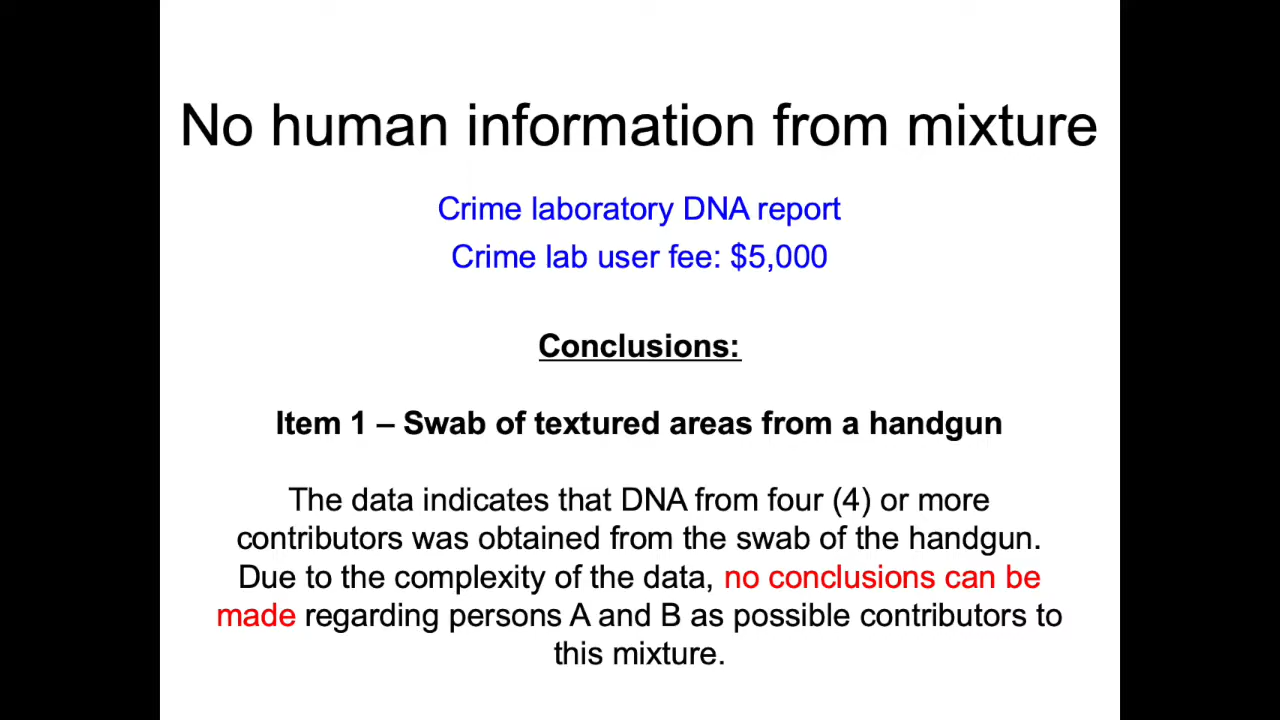 No human information from mixture
Crime laboratory DNA report
Crime lab user fee: $5,000
Conclusions:
Item 1 – Swab of textured areas from a handgun
The data indicates that DNA from four (4) or more
contributors was obtained from the swab of the handgun.
Due to the complexity of the data, no conclusions can be
made regarding persons A and B as possible contributors to
this mixture.